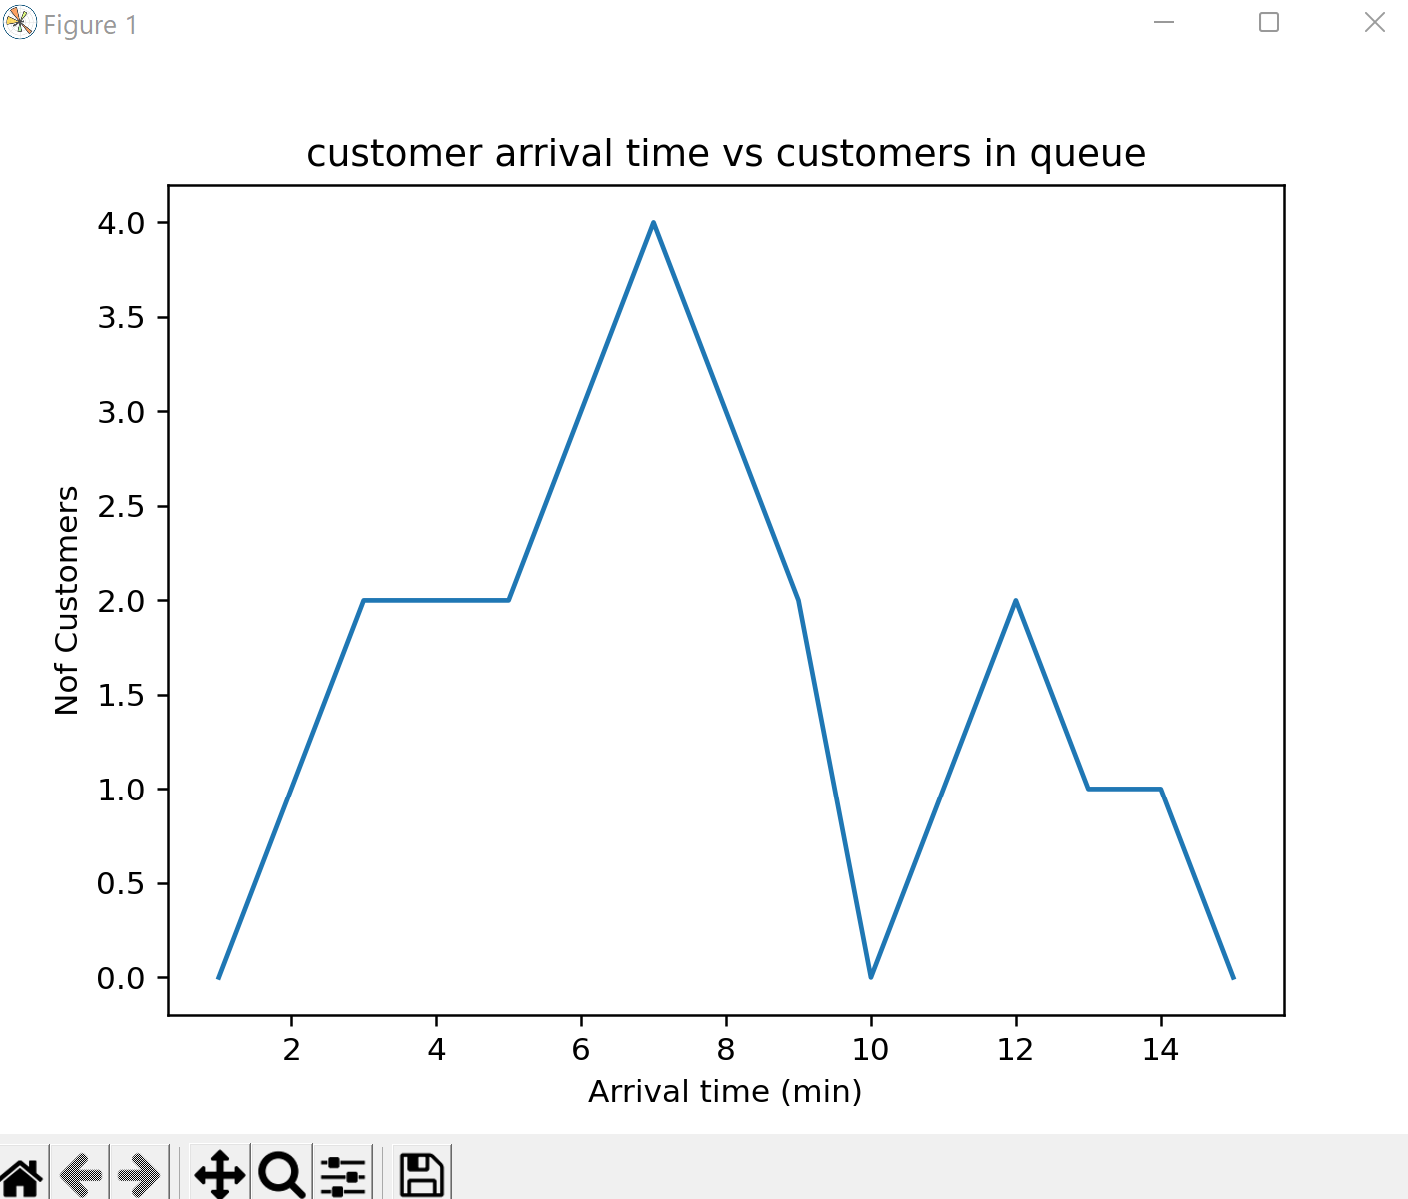 Figure 1
customer arrival time vs customers in queue
4.0
3.5
3.0
2.5
2.0
1.5
1.0
0.5
0.0
Nof Customers
2 4 6 8 10 12 14
Arrival time (min)